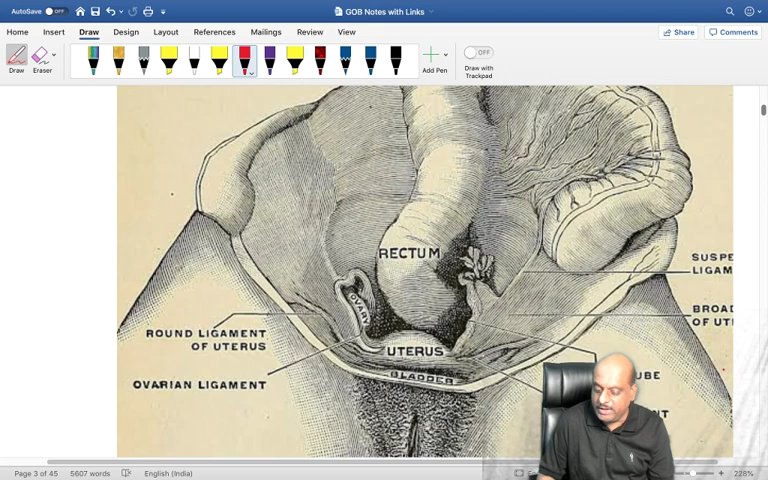 AutoSave OFF
GOB Notes with Links
Home Insert Draw Design Layout References Mailings Review View
Share Comments
Draw Eraser Add Pen Draw with Trackpad OFF
RECTUM
OVARY
ROUND LIGAMENT
OF UTERUS
OVARIAN LIGAMENT
UTERUS
BLADDER
SUSPE
LIGAM
BROAD
OF UT
UBE
NT
Page 3 of 45 5607 words English (India) 228%